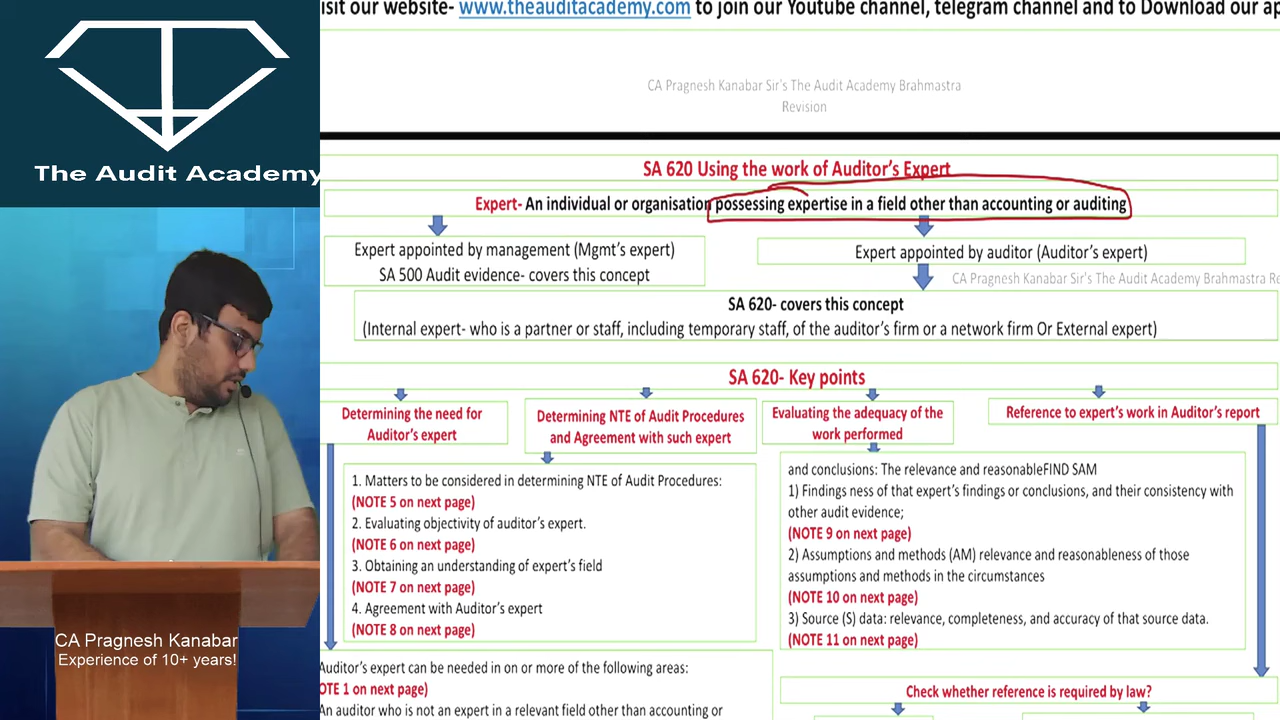 isit our website- www.theauditacademy.com to join our Youtube channel, telegram channel and to Download our ap
The Audit Academy
CA Pragnesh Kanabar Sir's The Audit Academy Brahmastra
Revision
SA 620 Using the work of Auditor's Expert
Expert- An individual or organisation possessing expertise in a field other than accounting or auditing
Expert appointed by management (Mgmt's expert)
SA 500 Audit evidence- covers this concept
Expert appointed by auditor (Auditor's expert)
CA Pragnesh Kanabar Sir's The Audit Academy Brahmastra Re
SA 620- covers this concept
(Internal expert- who is a partner or staff, including temporary staff, of the auditor's firm or a network firm Or External expert)
SA 620- Key points
Determining the need for
Auditor's expert
Determining NTE of Audit Procedures
and Agreement with such expert
Evaluating the adequacy of the
work performed
Reference to expert's work in Auditor's report
1. Matters to be considered in determining NTE of Audit Procedures:
(NOTE 5 on next page)
2. Evaluating objectivity of auditor's expert.
(NOTE 6 on next page)
3. Obtaining an understanding of expert's field
(NOTE 7 on next page)
4. Agreement with Auditor's expert
(NOTE 8 on next page)
and conclusions: The relevance and reasonableFIND SAM
1) Findings ness of that expert's findings or conclusions, and their consistency with
other audit evidence;
(NOTE 9 on next page)
2) Assumptions and methods (AM) relevance and reasonableness of those
assumptions and methods in the circumstances
(NOTE 10 on next page)
3) Source (S) data: relevance, completeness, and accuracy of that source data.
(NOTE 11 on next page)
Auditor's expert can be needed in on or more of the following areas:
OTE 1 on next page)
An auditor who is not an expert in a relevant field other than accounting or
Check whether reference is required by law?
CA Pragnesh Kanabar
Experience of 10+ years!